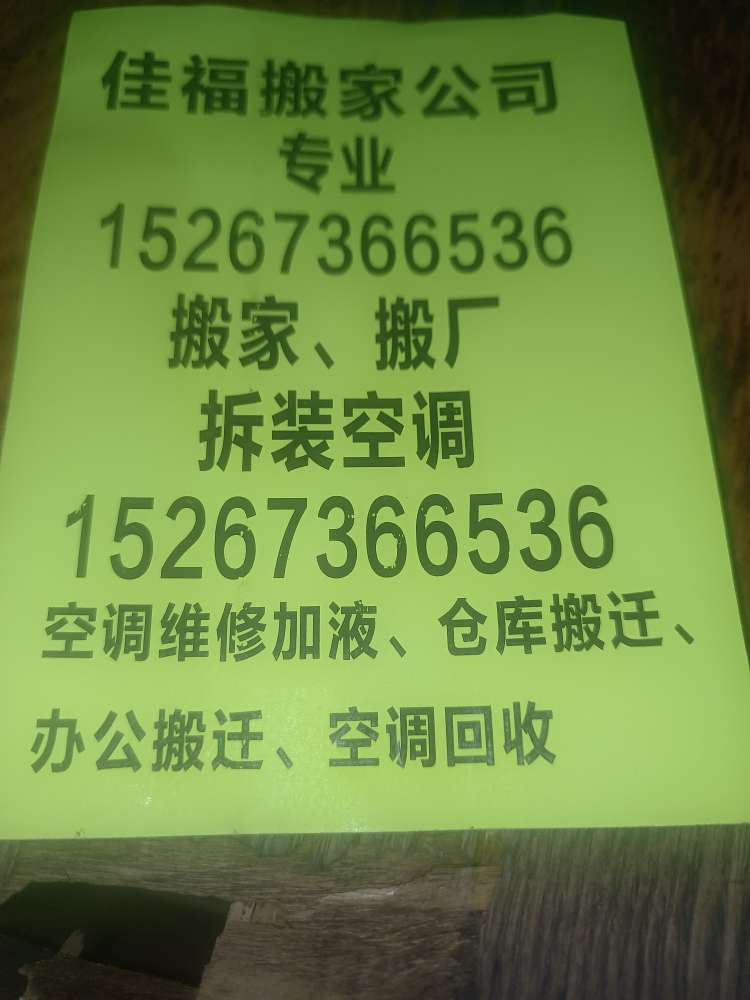 佳福搬家公司
专业
15267366536
搬家、搬厂
拆装空调
15267366536
空调维修加液、仓库搬迁、
办公搬迁、空调回收